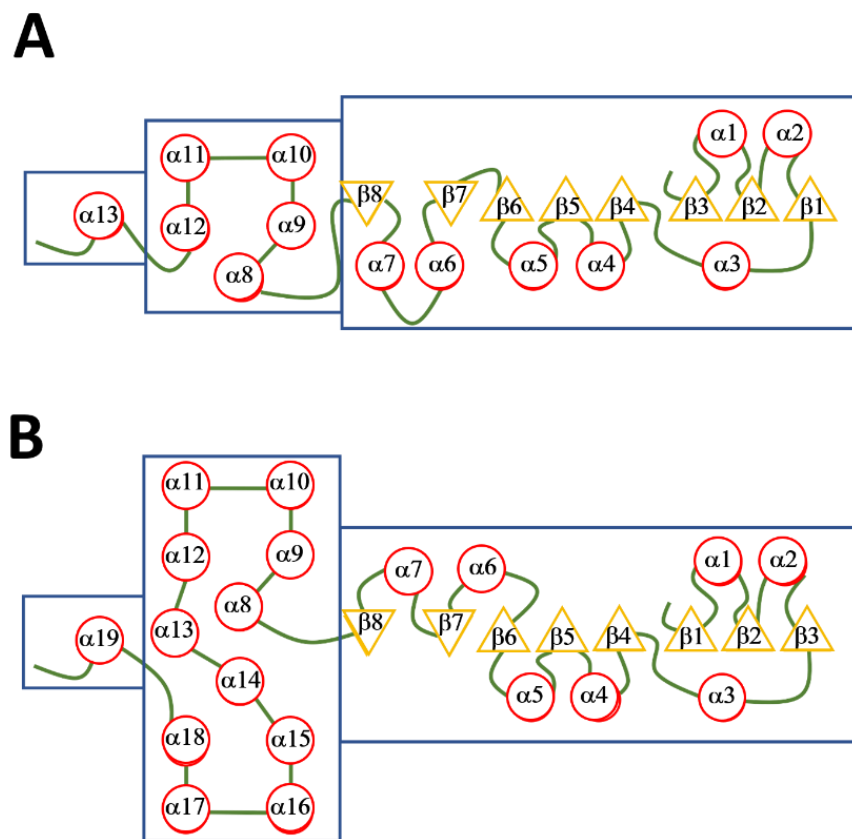 A
α1 α2
α11 α10
β8 β7 β6 β5 β4 β3 β2 β1
α13 α12 α9
α8 α7 α6 α5 α4 α3
B
α11 α10
α12 α9 α7 α6 α1 α2
α8
α19 α13 β8 β7 β6 β5 β4 β1 β2 β3
α14 α5 α4 α3
α18 α15
α17 α16